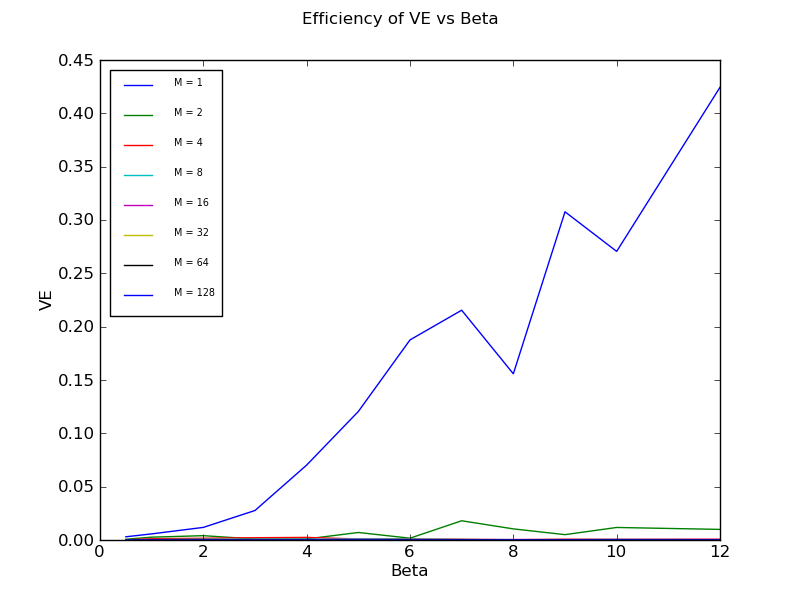 Efficiency of VE vs Beta
0.45
0.40
0.35
0.30
0.25
0.20
0.15
0.10
0.05
0.00
VE
M = 1
M = 2
M = 4
M = 8
M = 16
M = 32
M = 64
M = 128
0 2 4 6 8 10 12
Beta